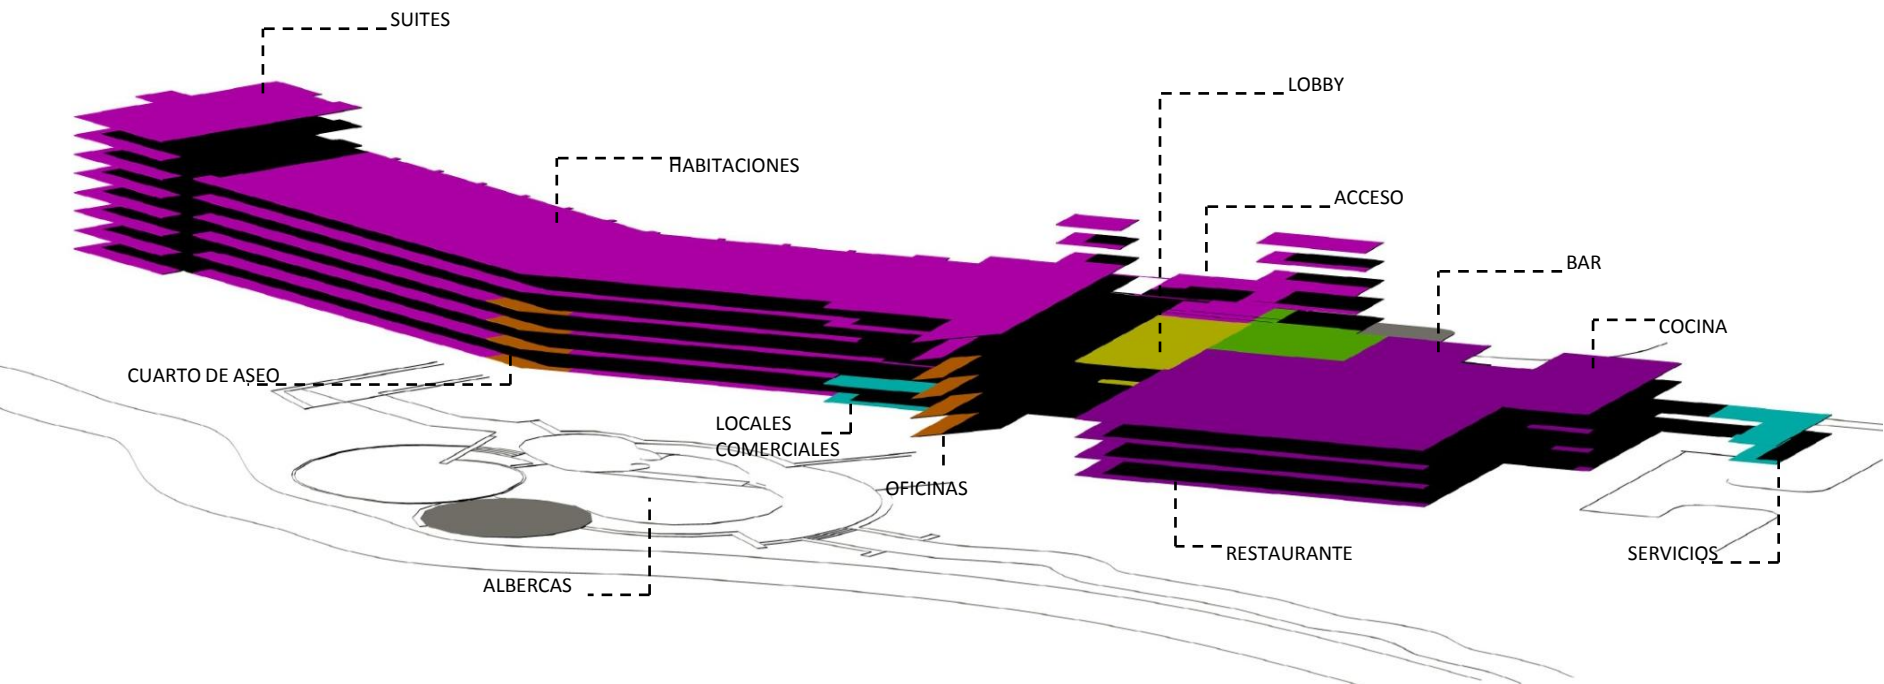 SUITES
LOBBY
HABITACIONES
ACCESO
BAR
COCINA
CUARTO DE ASEO
LOCALES
COMERCIALES
OFICINAS
RESTAURANTE
SERVICIOS
ALBERCAS